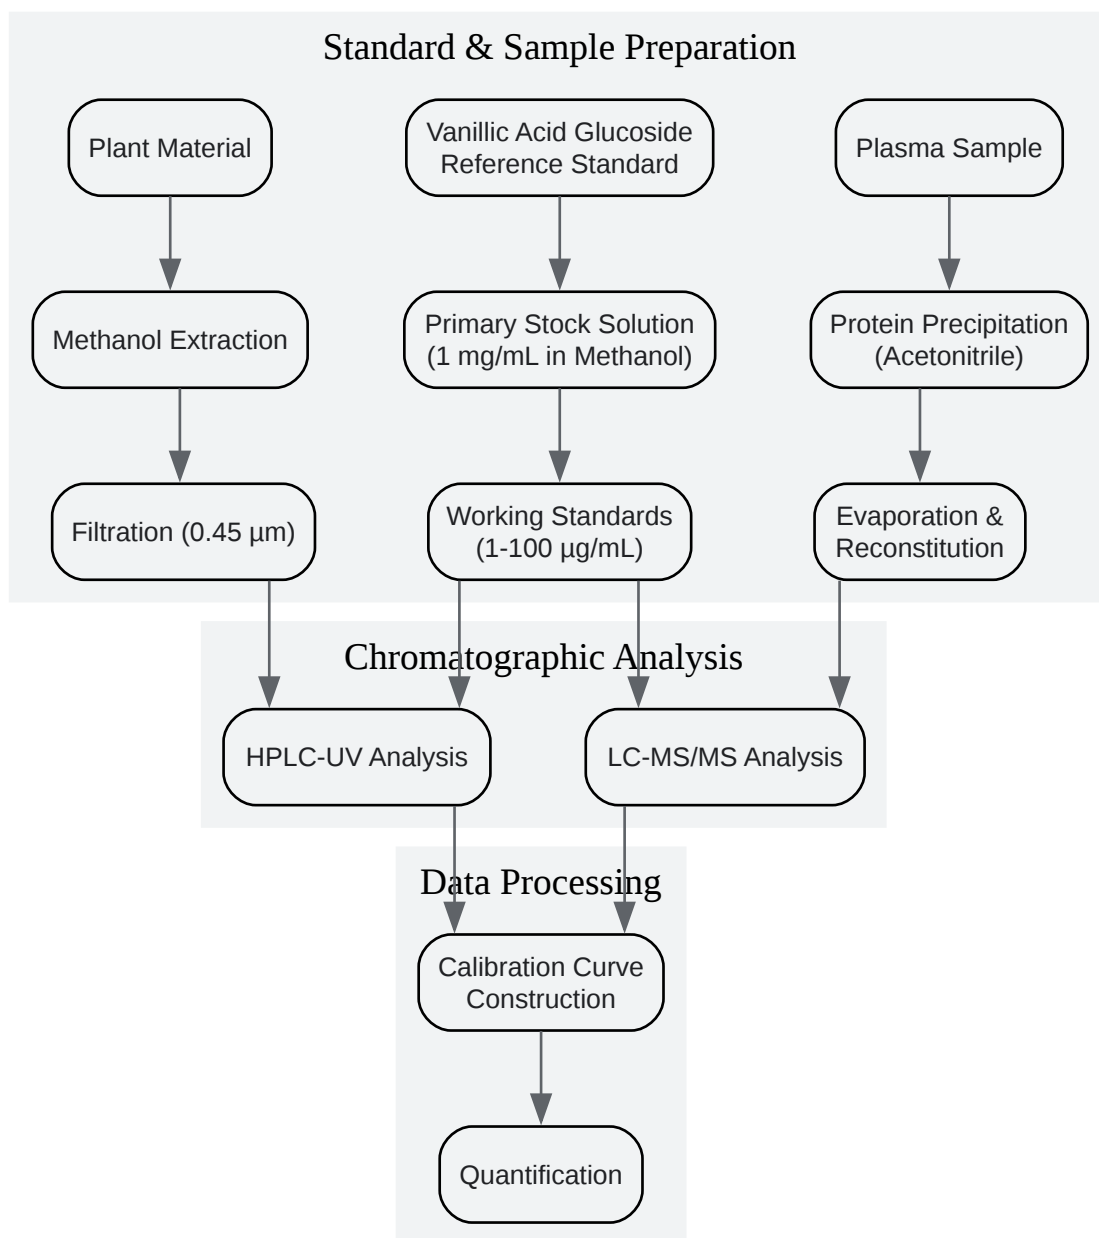 Standard & Sample Preparation
Plant Material
Vanillic Acid Glucoside
Reference Standard
Plasma Sample
Methanol Extraction
Primary Stock Solution
(1 mg/mL in Methanol)
Protein Precipitation
(Acetonitrile)
Filtration (0.45 µm)
Working Standards
(1-100 µg/mL)
Evaporation &
Reconstitution
Chromatographic Analysis
HPLC-UV Analysis
LC-MS/MS Analysis
Data Processing
Calibration Curve
Construction
Quantification